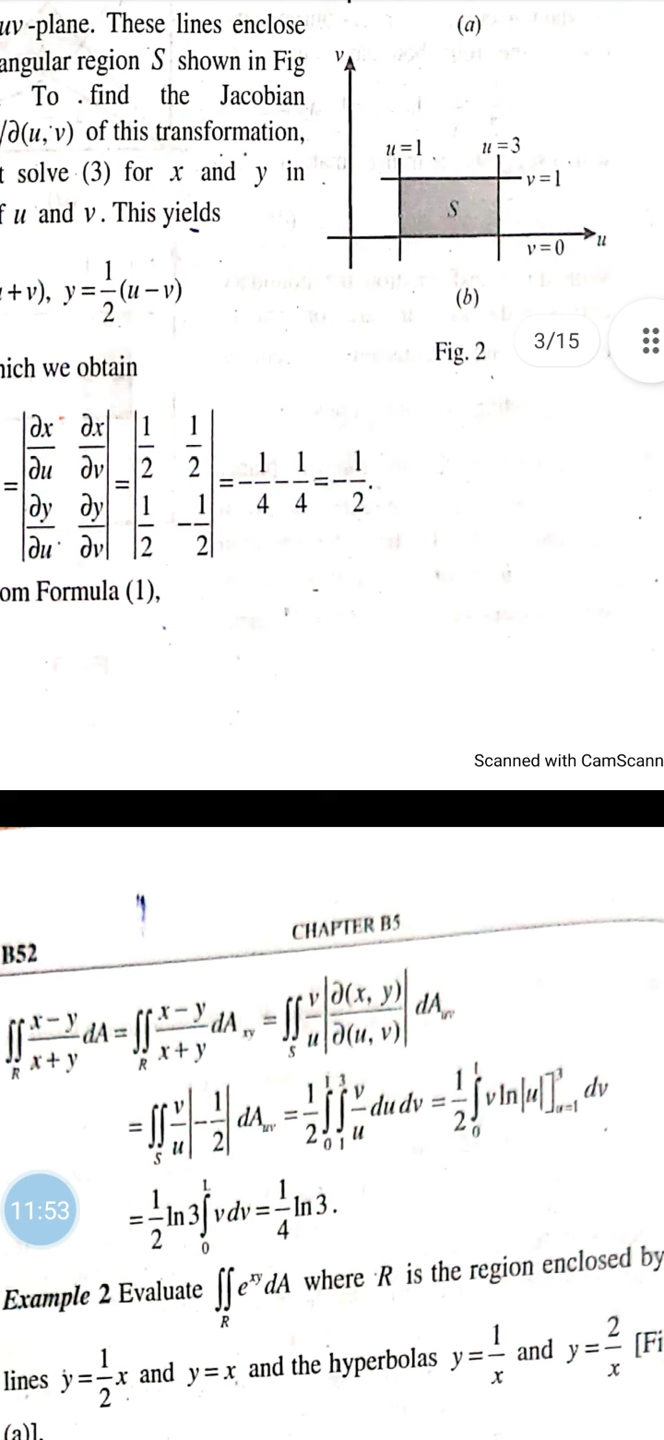 uv-plane. These lines enclose
angular region S shown in Fig
To find the Jacobian
/∂(u, v) of this transformation,
t solve (3) for x and y in
f u and v. This yields
+v), y = 1/2 (u − v)
hich we obtain
= |∂x/∂u ∂x/∂v; ∂y/∂u ∂y/∂v| = |1/2 1/2; 1/2 −1/2| = −1/4 − 1/4 = −1/2.
om Formula (1),
(a)
v
u=1 u=3
v=1
S
v=0 u
(b)
Fig. 2
3/15
Scanned with CamScann
B52
CHAPTER B5
∬_R (x−y)/(x+y) dA = ∬_R (x−y)/(x+y) dA_xy = ∬_S v/u |∂(x, y)/∂(u, v)| dA_uv
= ∬_S v/u |−1/2| dA_uv = 1/2 ∫_0^1 ∫_1^3 v/u du dv = 1/2 ∫_0^1 v ln|u|]_{u=1}^3 dv
11:53
= 1/2 ln 3 ∫_0^1 v dv = 1/4 ln 3.
Example 2 Evaluate ∬_R e^{xy} dA where R is the region enclosed by
lines y = 1/2 x and y = x and the hyperbolas y = 1/x and y = 2/x [Fi
(a)].